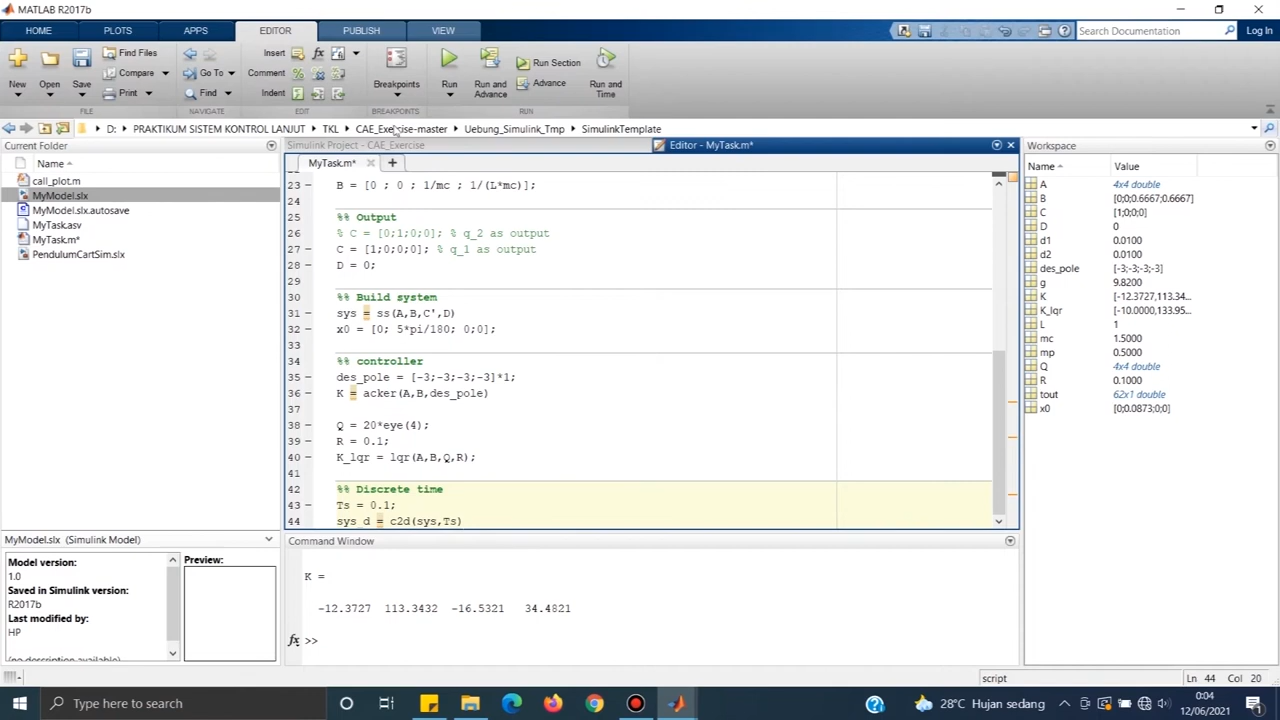 MATLAB R2017b
HOME PLOTS APPS EDITOR PUBLISH VIEW Search Documentation Log In
New Open Save Find Files Compare Print Go To Find Insert Comment Indent Breakpoints Run Run and Advance Run Section Advance Run and Time
FILE NAVIGATE EDIT BREAKPOINTS RUN
D: PRAKTIKUM SISTEM KONTROL LANJUT TKL CAE_Exercise-master Uebung_Simulink_Tmp SimulinkTemplate
Current Folder
Name
call_plot.m
MyModel.slx
MyModel.slx.autosave
MyTask.asv
MyTask.m*
PendulumCartSim.slx
MyModel.slx (Simulink Model)
Model version:
1.0
Saved in Simulink version:
R2017b
Last modified by:
HP
(no description available)
Preview:
Simulink Project - CAE_Exercise Editor - MyTask.m*
MyTask.m*
23 B = [0 ; 0 ; 1/mc ; 1/(L*mc)];
24
25 %% Output
26 % C = [0;1;0;0]; % q_2 as output
27 C = [1;0;0;0]; % q_1 as output
28 D = 0;
29
30 %% Build system
31 sys = ss(A,B,C',D)
32 x0 = [0; 5*pi/180; 0;0];
33
34 %% controller
35 des_pole = [-3;-3;-3;-3]*1;
36 K = acker(A,B,des_pole)
37
38 Q = 20*eye(4);
39 R = 0.1;
40 K_lqr = lqr(A,B,Q,R);
41
42 %% Discrete time
43 Ts = 0.1;
44 sys_d = c2d(sys,Ts)
Command Window
K =
-12.3727 113.3432 -16.5321 34.4821
fx >>
Workspace
Name Value
A 4x4 double
B [0;0;0.6667;0.6667]
C [1;0;0;0]
D 0
d1 0.0100
d2 0.0100
des_pole [-3;-3;-3;-3]
g 9.8200
K [-12.3727,113.34...
K_lqr [-10.0000,113.95...
L 1
mc 1.5000
mp 0.5000
Q 4x4 double
R 0.1000
tout 62x1 double
x0 [0;0.0873;0;0]
script Ln 44 Col 20
Type here to search 28°C Hujan sedang 0:04
12/06/2021